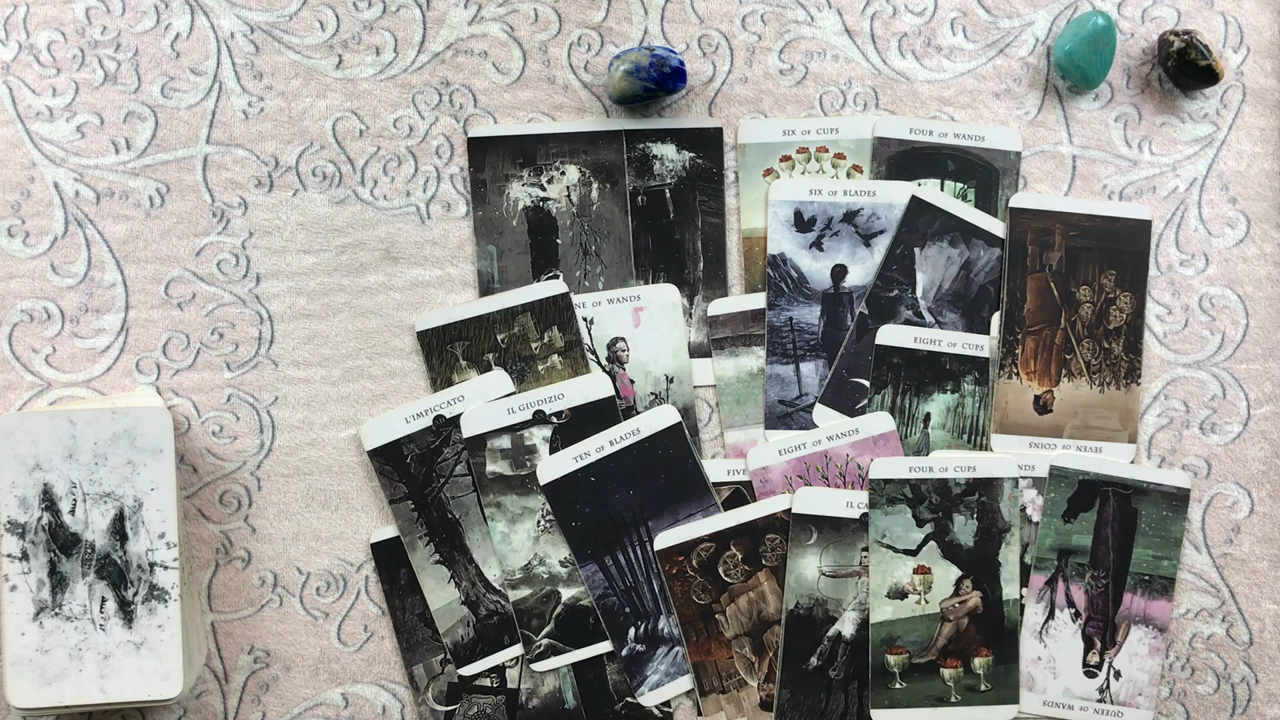 SIX OF CUPS
FOUR OF WANDS
SIX OF BLADES
NE OF WANDS
EIGHT OF CUPS
L'IMPICCATO
IL GIUDIZIO
TEN OF BLADES
EIGHT OF WANDS
SEVEN OF COINS
FIVE
FOUR OF CUPS
NDS
IL CA
QUEEN OF WANDS